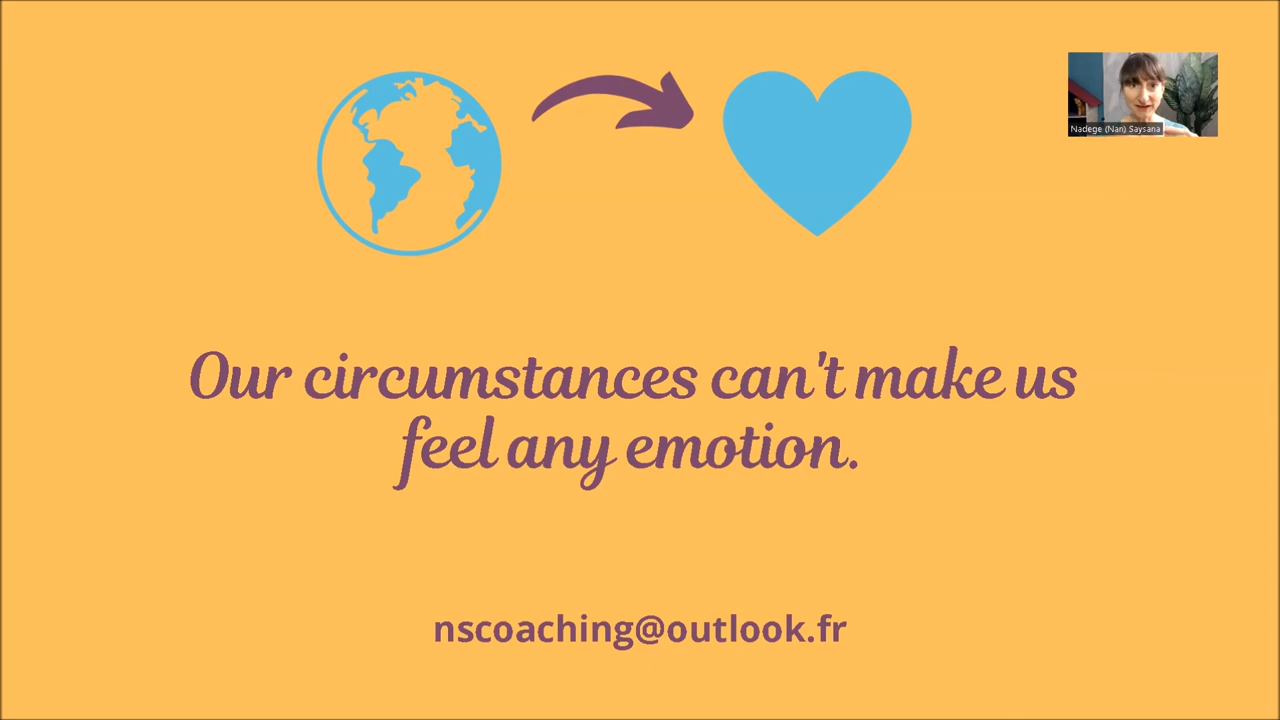 Nadege (Nan) Saysana
Our circumstances can't make us
feel any emotion.
nscoaching@outlook.fr